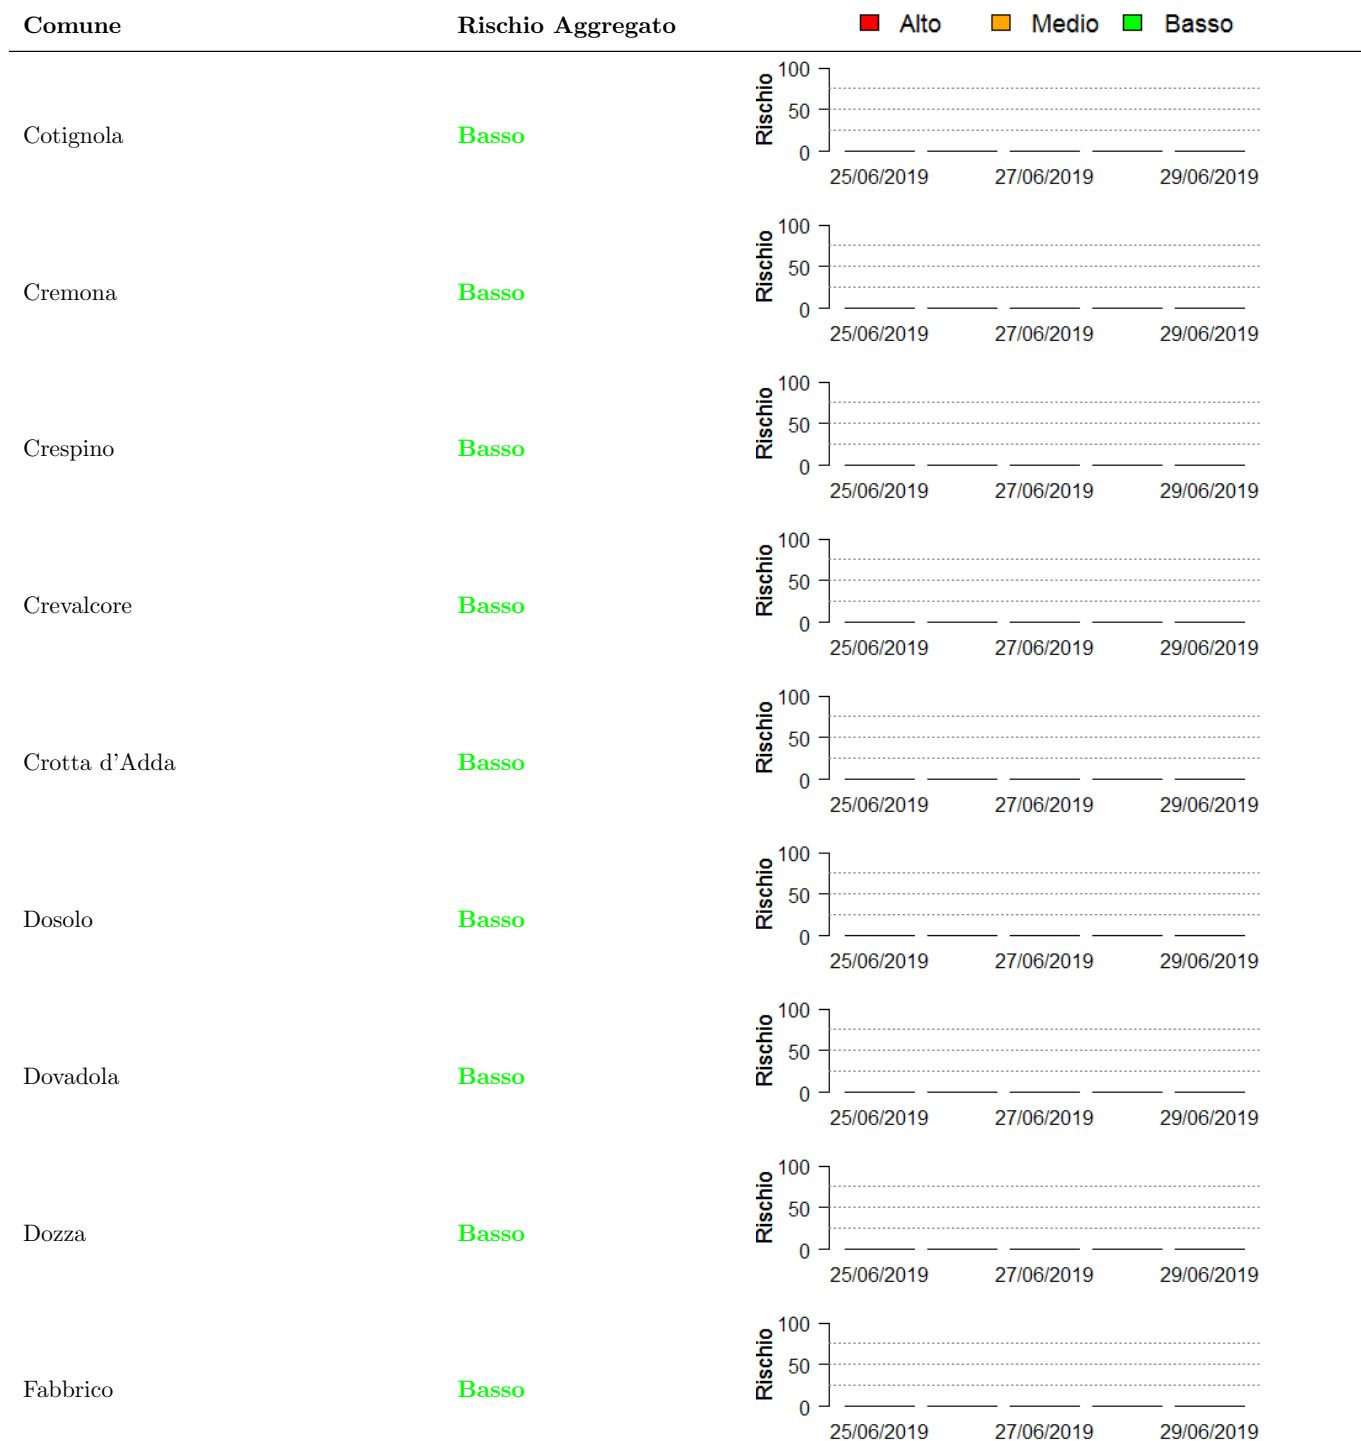 Comune Rischio Aggregato Alto Medio Basso
Cotignola Basso Rischio 100 50 0
25/06/2019 27/06/2019 29/06/2019
Cremona Basso Rischio 100 50 0
25/06/2019 27/06/2019 29/06/2019
Crespino Basso Rischio 100 50 0
25/06/2019 27/06/2019 29/06/2019
Crevalcore Basso Rischio 100 50 0
25/06/2019 27/06/2019 29/06/2019
Crotta d'Adda Basso Rischio 100 50 0
25/06/2019 27/06/2019 29/06/2019
Dosolo Basso Rischio 100 50 0
25/06/2019 27/06/2019 29/06/2019
Dovadola Basso Rischio 100 50 0
25/06/2019 27/06/2019 29/06/2019
Dozza Basso Rischio 100 50 0
25/06/2019 27/06/2019 29/06/2019
Fabbrico Basso Rischio 100 50 0
25/06/2019 27/06/2019 29/06/2019